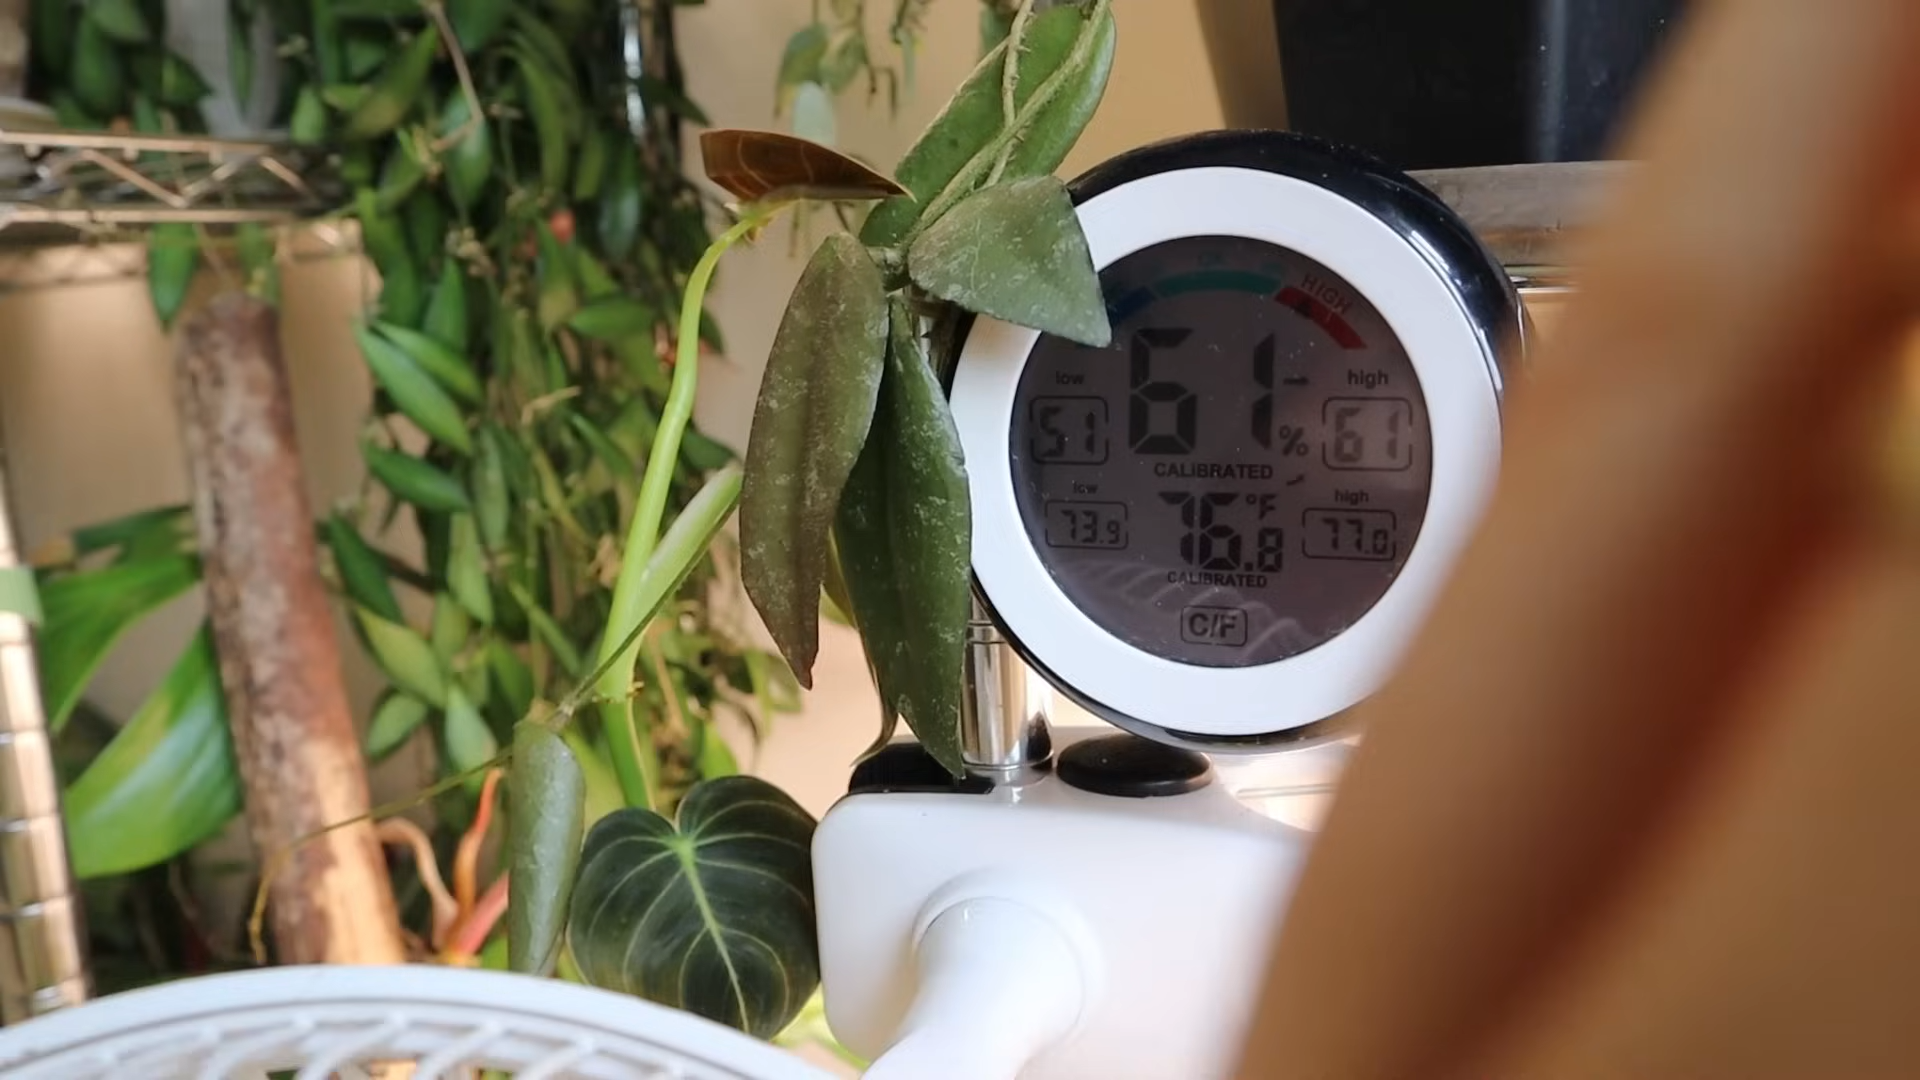 HIGH
low
61
high
51
%
61
CALIBRATED
low
°F
high
73.9
76.8
77.0
CALIBRATED
C/F